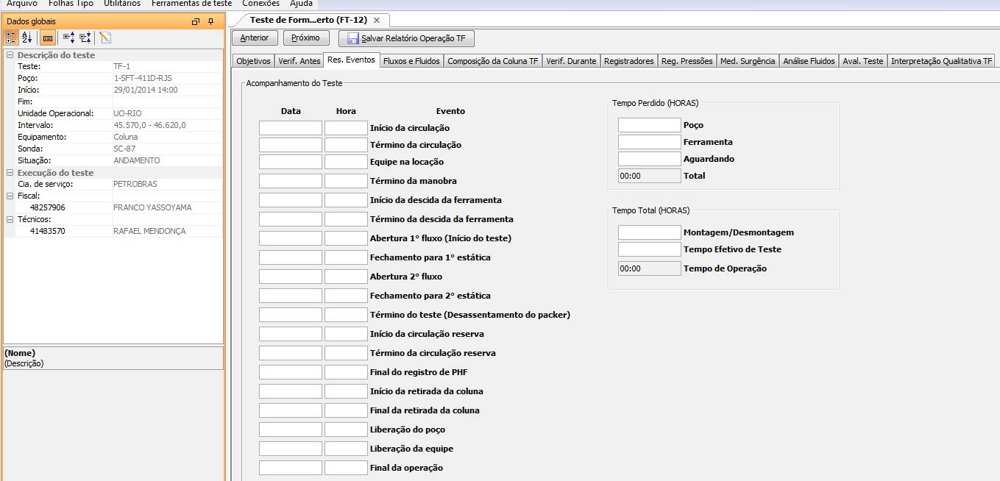 Arquivo Folhas Tipo Utilitários Ferramentas de teste Conexões Ajuda
Dados globais
Descrição do teste
Teste: TF-1
Poço: 1-SFT-411D-RJS
Início: 29/01/2014 14:00
Fim:
Unidade Operacional: UO-RIO
Intervalo: 45.570,0 - 46.620,0
Equipamento: Coluna
Sonda: SC-87
Situação: ANDAMENTO
Execução do teste
Cia. de serviço: PETROBRAS
Fiscal:
48257906 FRANCO YASSOYAMA
Técnicos:
41483570 RAFAEL MENDONÇA
(Nome)
(Descrição)
Teste de Form...erto (FT-12)
Anterior Próximo Salvar Relatório Operação TF
Objetivos Verif. Antes Res. Eventos Fluxos e Fluidos Composição da Coluna TF Verif. Durante Registradores Reg. Pressões Med. Surgência Análise Fluidos Aval. Teste Interpretação Qualitativa TF
Acompanhamento do Teste
Data Hora Evento
Início da circulação
Término da circulação
Equipe na locação
Término da manobra
Início da descida da ferramenta
Término da descida da ferramenta
Abertura 1° fluxo (Início do teste)
Fechamento para 1° estática
Abertura 2° fluxo
Fechamento para 2° estática
Término do teste (Desassentamento do packer)
Início da circulação reserva
Término da circulação reserva
Final do registro de PHF
Início da retirada da coluna
Final da retirada da coluna
Liberação do poço
Liberação da equipe
Final da operação
Tempo Perdido (HORAS)
Poço
Ferramenta
Aguardando
00:00 Total
Tempo Total (HORAS)
Montagem/Desmontagem
Tempo Efetivo de Teste
00:00 Tempo de Operação